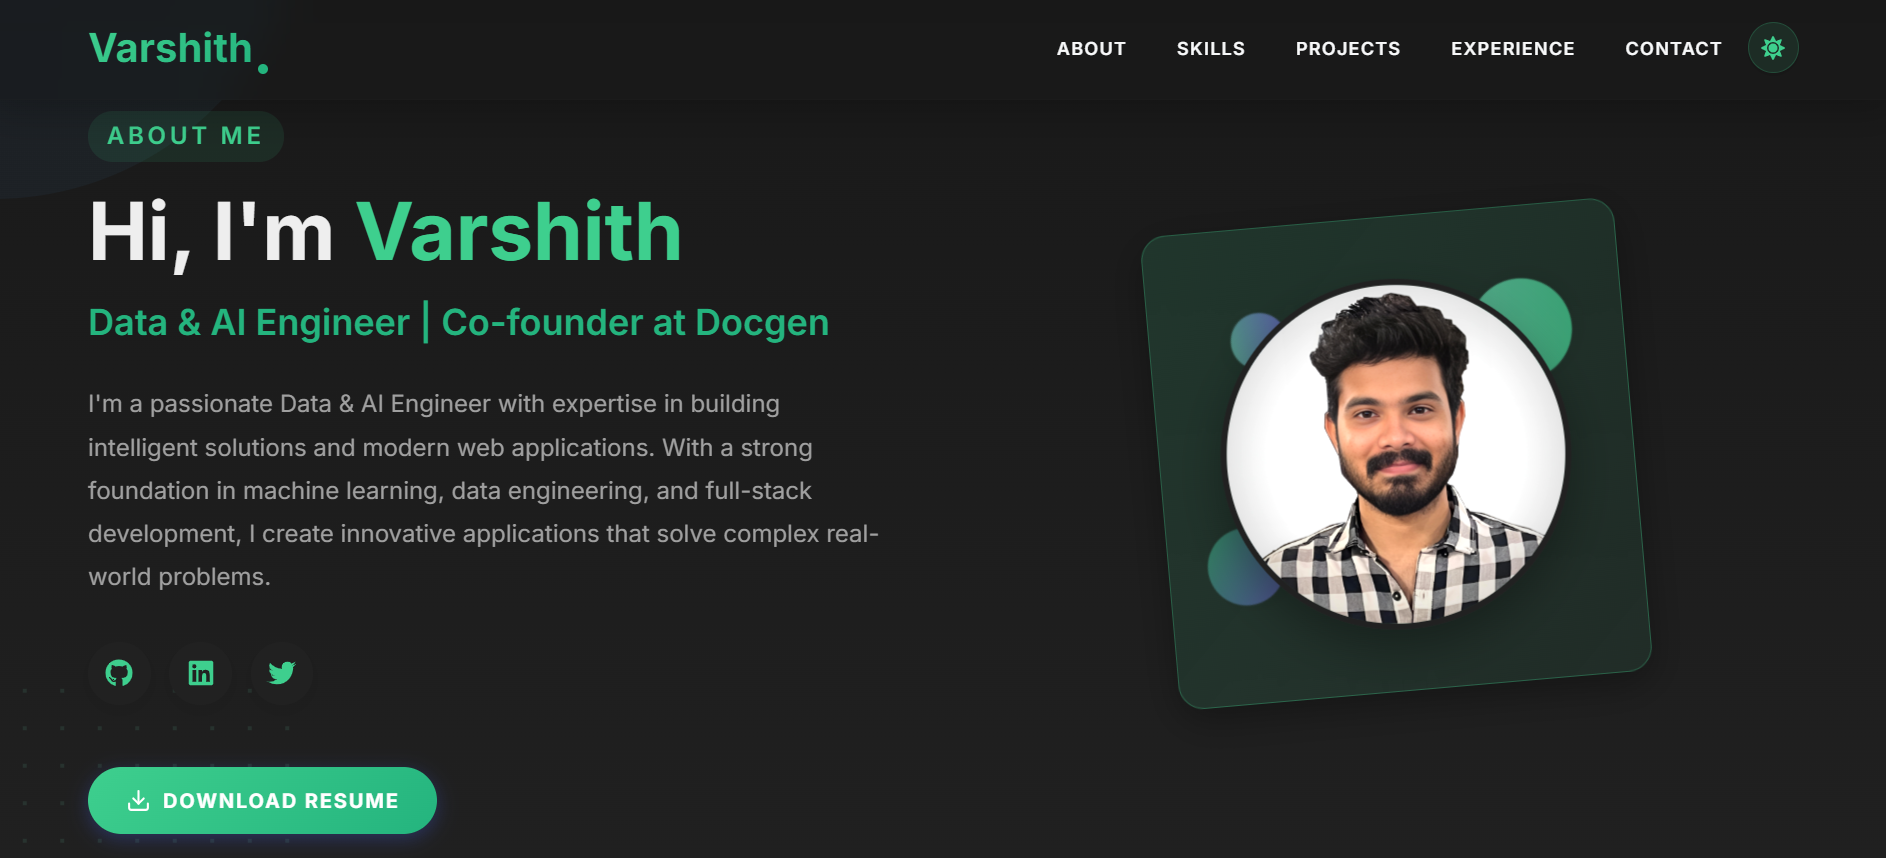 Varshith.
ABOUT SKILLS PROJECTS EXPERIENCE CONTACT
ABOUT ME
Hi, I'm Varshith
Data & AI Engineer | Co-founder at Docgen
I'm a passionate Data & AI Engineer with expertise in building
intelligent solutions and modern web applications. With a strong
foundation in machine learning, data engineering, and full-stack
development, I create innovative applications that solve complex real-
world problems.
DOWNLOAD RESUME